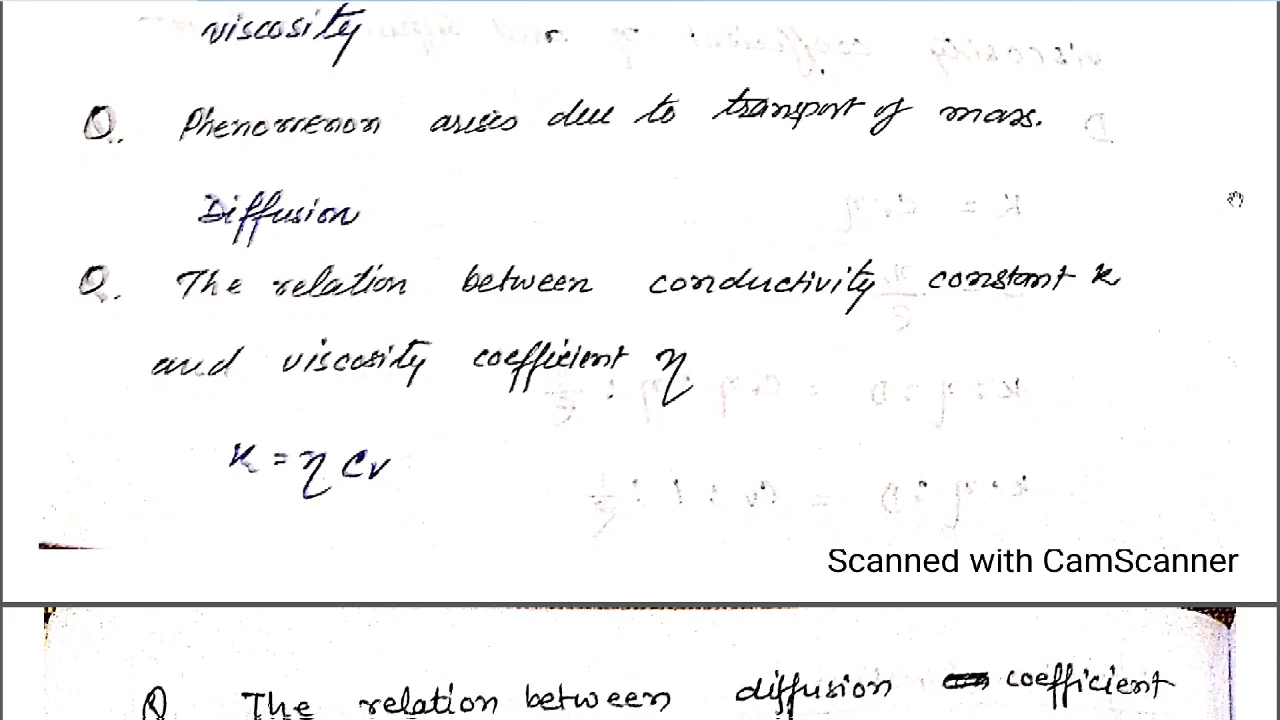 viscosity
Q. Phenomenon arises due to transport of mass.
Diffusion
Q. The relation between conductivity constant k
and viscosity coefficient η
K = η Cv
Scanned with CamScanner
Q The relation between diffusion coefficient